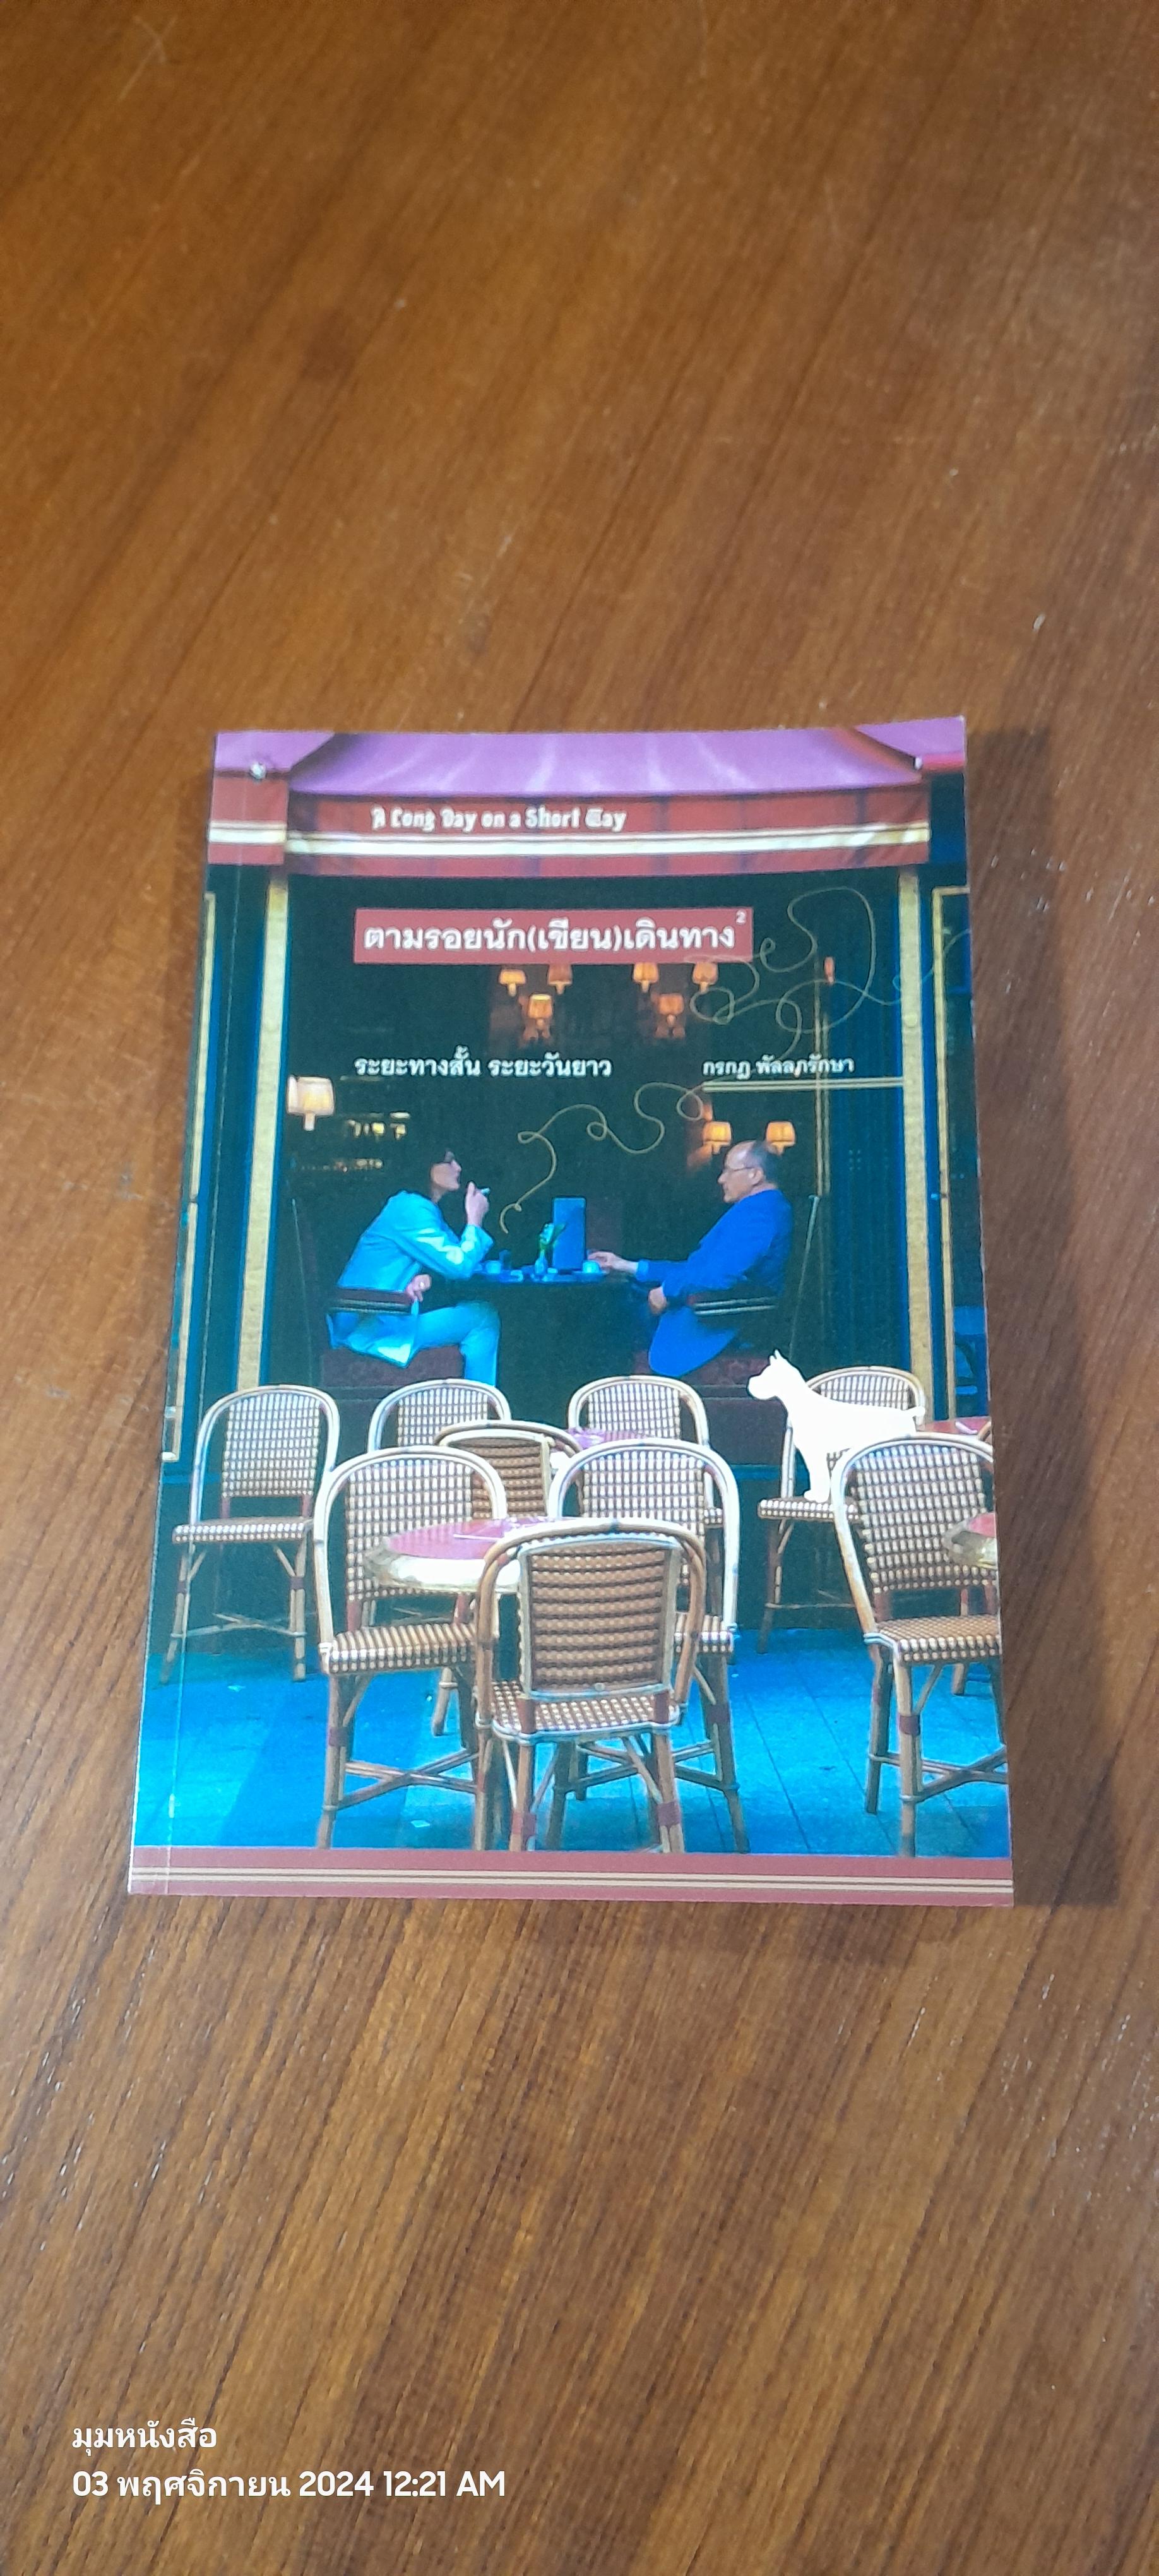 A Long Day on a Short Way
ตามรอยนัก(เขียน)เดินทาง2
ระยะทางสั้น ระยะวันยาว
กรกฎ พัลลภรักษา
มุมหนังสือ
03 พฤศจิกายน 2024 12:21 AM